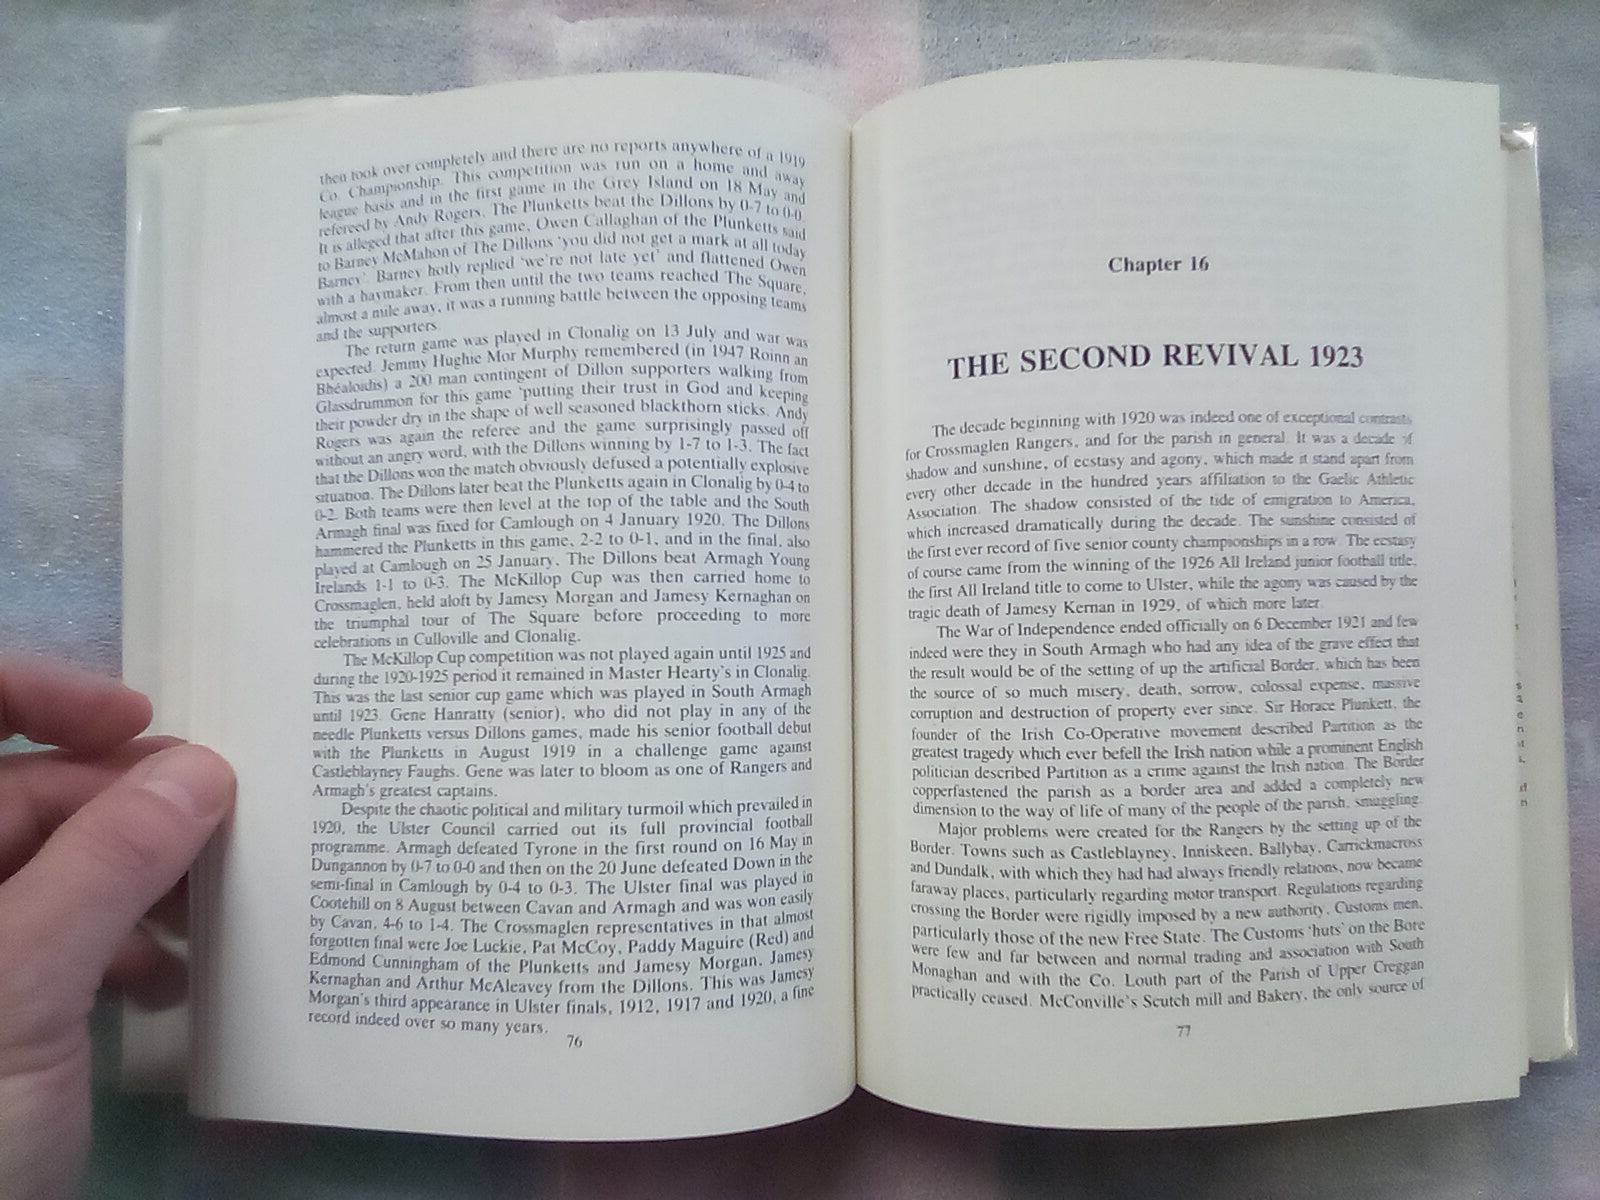 then took over completely and there are no reports anywhere of a 1919
Co. Championship. This competition was run on a home and away
league basis and in the first game in the Grey Island on 18 May and
refereed by Andy Rogers, The Plunketts beat the Dillons by 0-7 to 0-0.
It is alleged that after this game, Owen Callaghan of the Plunketts said
to Barney McMahon of The Dillons 'you did not get a mark at all today
Barney'. Barney hotly replied 'we're not late yet' and flattened Owen
with a haymaker. From then until the two teams reached The Square,
almost a mile away, it was a running battle between the opposing teams
and the supporters.
The return game was played in Clonalig on 13 July and war was
expected. Jemmy Hughie Mor Murphy remembered (in 1947 Roinn an
Bhéaloidis) a 200 man contingent of Dillon supporters walking from
Glassdrummon for this game 'putting their trust in God and keeping
their powder dry in the shape of well seasoned blackthorn sticks. Andy
Rogers was again the referee and the game surprisingly passed off
without an angry word, with the Dillons winning by 1-7 to 1-3. The fact
that the Dillons won the match obviously defused a potentially explosive
situation. The Dillons later beat the Plunketts again in Clonalig by 0-4 to
0-2. Both teams were then level at the top of the table and the South
Armagh final was fixed for Camlough on 4 January 1920. The Dillons
hammered the Plunketts in this game, 2-2 to 0-1, and in the final, also
played at Camlough on 25 January, The Dillons beat Armagh Young
Irelands 1-1 to 0-3. The McKillop Cup was then carried home to
Crossmaglen, held aloft by Jamesy Morgan and Jamesy Kernaghan on
the triumphal tour of The Square before proceeding to more
celebrations in Culloville and Clonalig.
The McKillop Cup competition was not played again until 1925 and
during the 1920-1925 period it remained in Master Hearty's in Clonalig.
This was the last senior cup game which was played in South Armagh
until 1923. Gene Hanratty (senior), who did not play in any of the
needle Plunketts versus Dillons games, made his senior football debut
with the Plunketts in August 1919 in a challenge game against
Castleblayney Faughs. Gene was later to bloom as one of Rangers and
Armagh's greatest captains.
Despite the chaotic political and military turmoil which prevailed in
1920, the Ulster Council carried out its full provincial football
programme. Armagh defeated Tyrone in the first round on 16 May in
Dungannon by 0-7 to 0-0 and then on the 20 June defeated Down in the
semi-final in Camlough by 0-4 to 0-3. The Ulster final was played in
Cootehill on 8 August between Cavan and Armagh and was won easily
by Cavan, 4-6 to 1-4. The Crossmaglen representatives in that almost
forgotten final were Joe Luckie, Pat McCoy, Paddy Maguire (Red) and
Edmond Cunningham of the Plunketts and Jamesy Morgan, Jamesy
Kernaghan and Arthur McAleavey from the Dillons. This was Jamesy
Morgan's third appearance in Ulster finals, 1912, 1917 and 1920, a fine
record indeed over so many years.
76
Chapter 16
THE SECOND REVIVAL 1923
The decade beginning with 1920 was indeed one of exceptional contrasts
for Crossmaglen Rangers, and for the parish in general. It was a decade of
shadow and sunshine, of ecstasy and agony, which made it stand apart from
every other decade in the hundred years affiliation to the Gaelic Athletic
Association. The shadow consisted of the tide of emigration to America,
which increased dramatically during the decade. The sunshine consisted of
the first ever record of five senior county championships in a row. The ecstasy
of course came from the winning of the 1926 All Ireland junior football title,
the first All Ireland title to come to Ulster, while the agony was caused by the
tragic death of Jamesy Kernan in 1929, of which more later.
The War of Independence ended officially on 6 December 1921 and few
indeed were they in South Armagh who had any idea of the grave effect that
the result would be of the setting of up the artificial Border, which has been
the source of so much misery, death, sorrow, colossal expense, massive
corruption and destruction of property ever since. Sir Horace Plunkett, the
founder of the Irish Co-Operative movement described Partition as the
greatest tragedy which ever befell the Irish nation while a prominent English
politician described Partition as a crime against the Irish nation. The Border
copperfastened the parish as a border area and added a completely new
dimension to the way of life of many of the people of the parish, smuggling.
Major problems were created for the Rangers by the setting up of the
Border. Towns such as Castleblayney, Inniskeen, Ballybay, Carrickmacross
and Dundalk, with which they had had always friendly relations, now became
faraway places, particularly regarding motor transport. Regulations regarding
crossing the Border were rigidly imposed by a new authority, Customs men,
particularly those of the new Free State. The Customs 'huts' on the Bore
were few and far between and normal trading and association with South
Monaghan and with the Co. Louth part of the Parish of Upper Creggan
practically ceased. McConville's Scutch mill and Bakery, the only source of
77